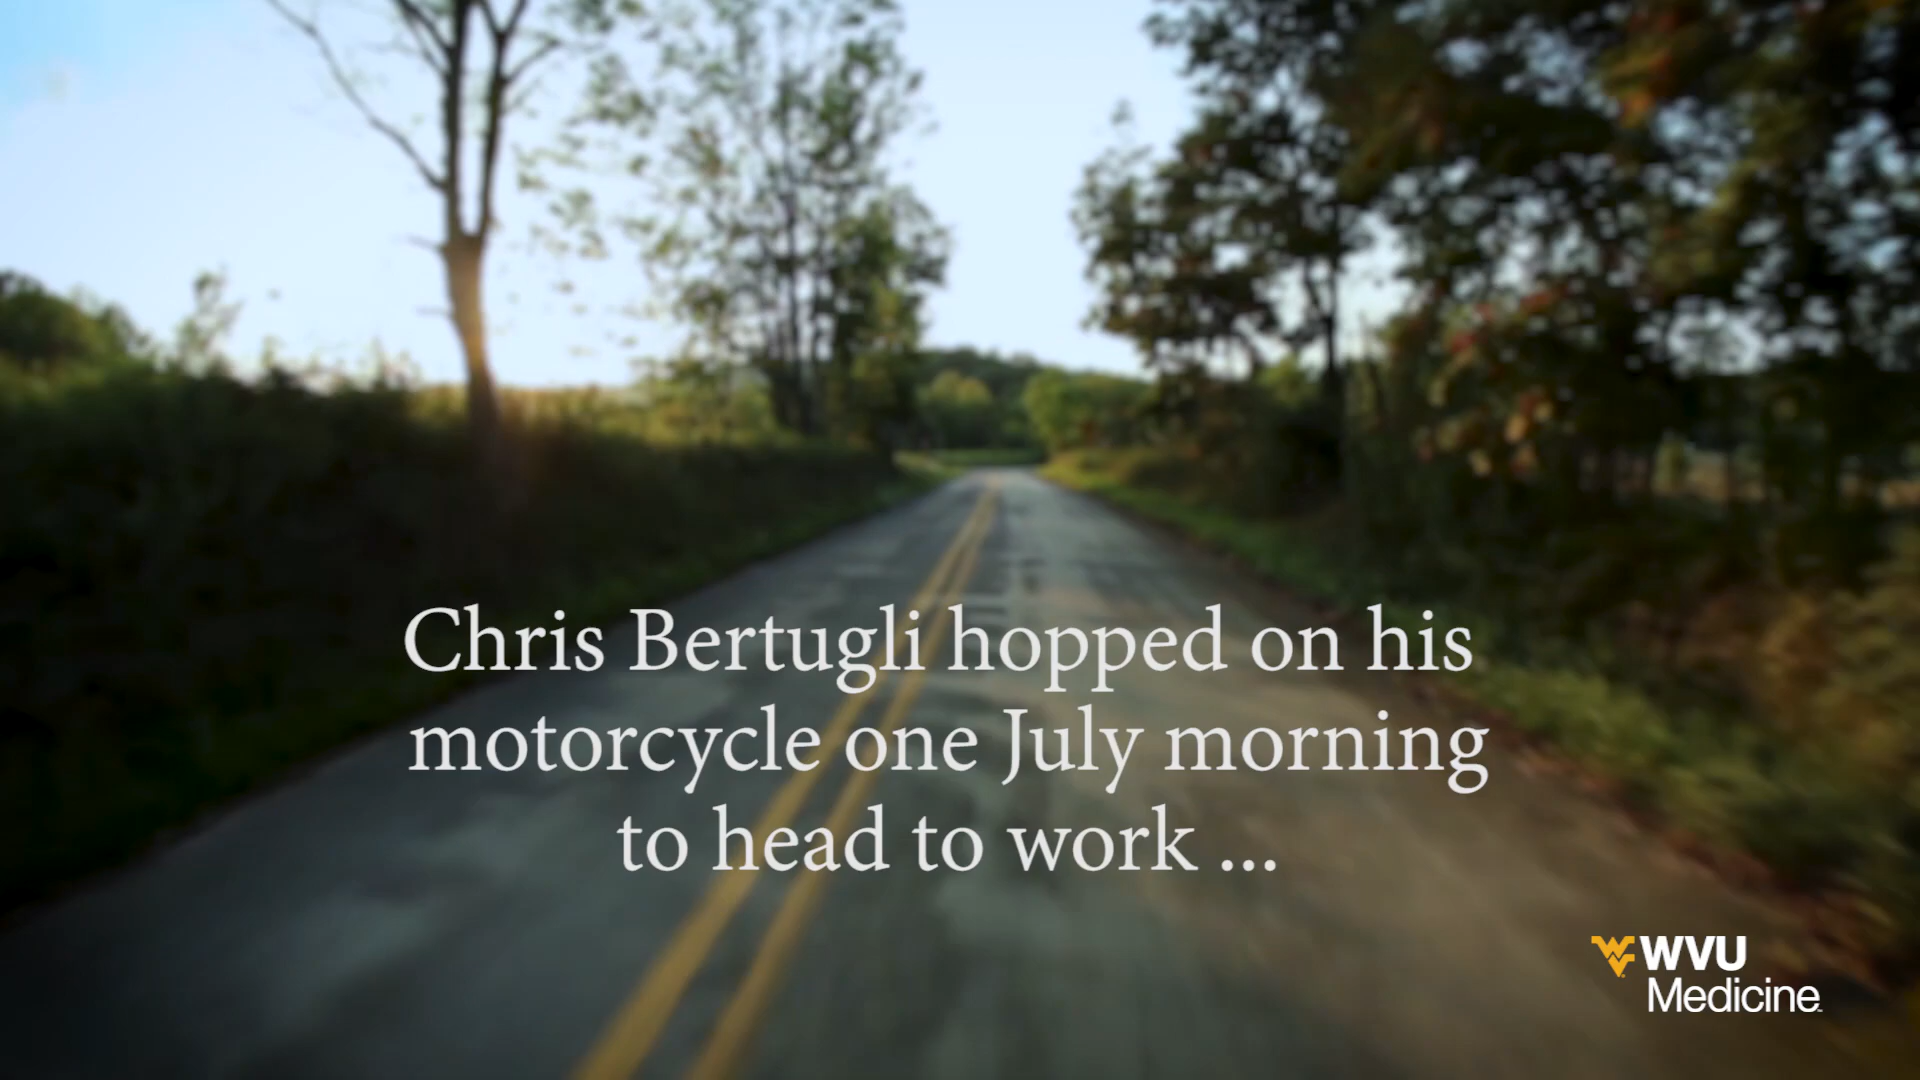 Chris Bertugli hopped on his
motorcycle one July morning
to head to work ...
WVU
Medicine